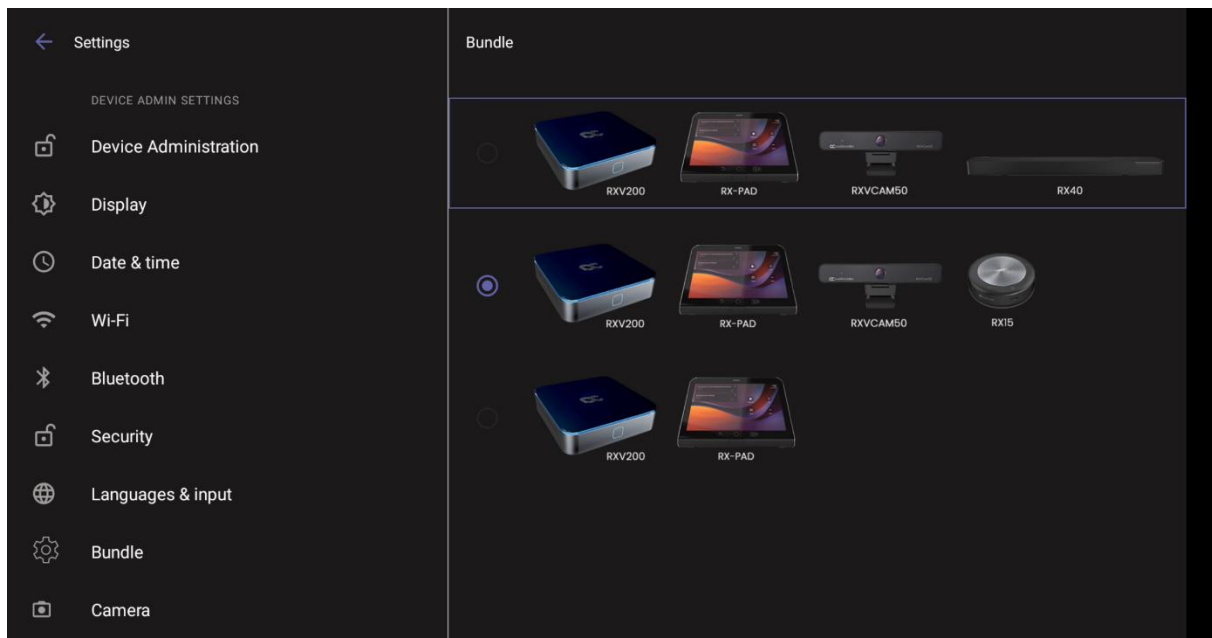 Settings
DEVICE ADMIN SETTINGS
Device Administration
Display
Date & time
Wi-Fi
Bluetooth
Security
Languages & input
Bundle
Camera
Bundle
RXV200 RX-PAD RXVCAM50 RX40
RXV200 RX-PAD RXVCAM50 RX15
RXV200 RX-PAD